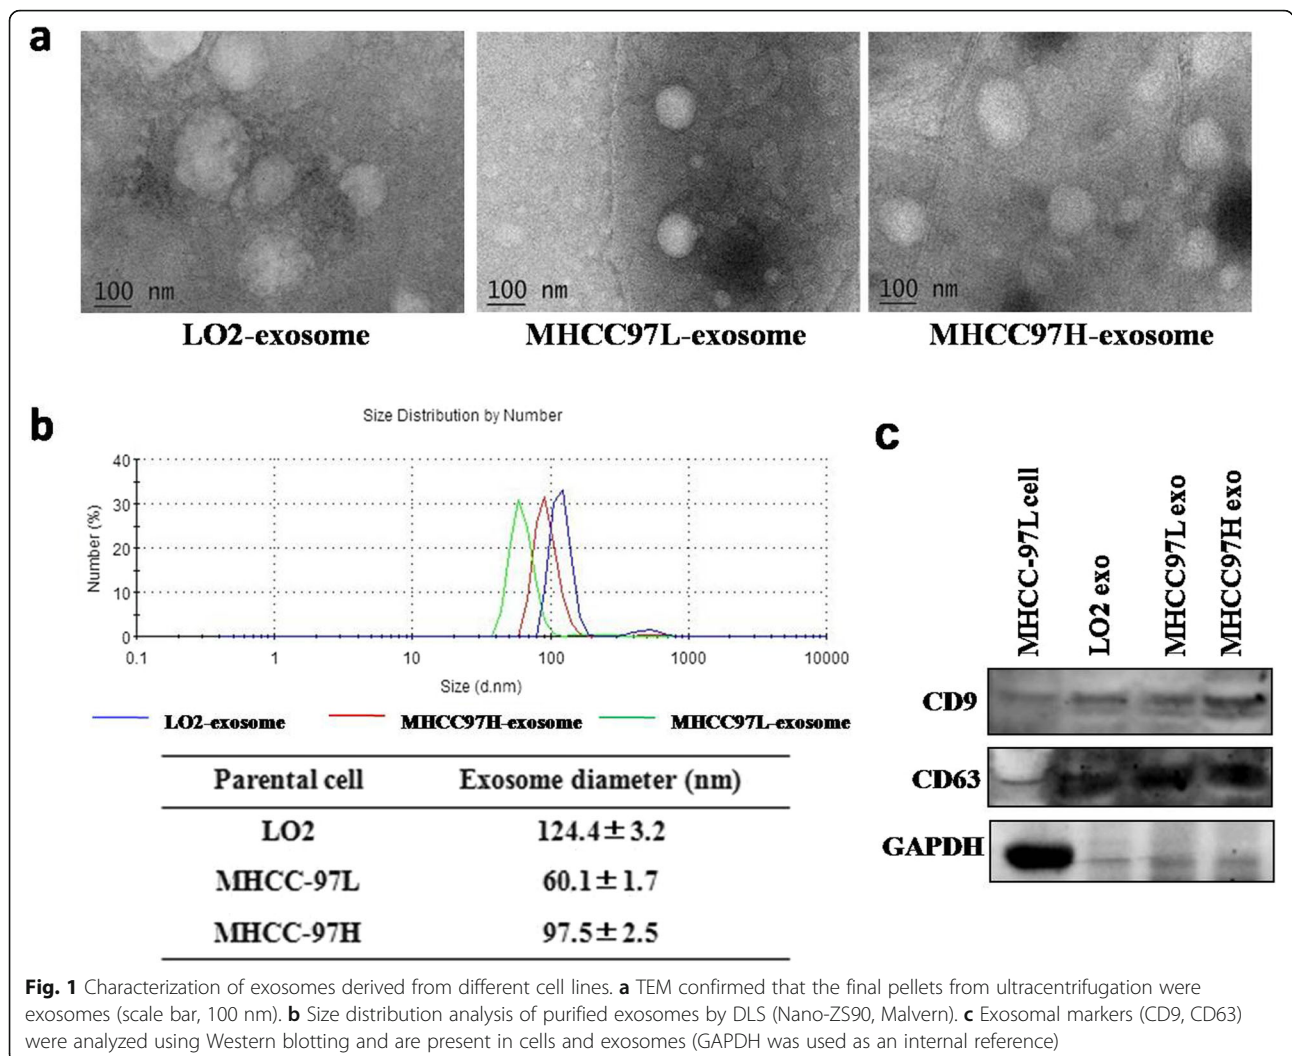 a
100 nm
100 nm
100 nm
LO2-exosome
MHCC97L-exosome
MHCC97H-exosome
b
Size Distribution by Number
Number (%)
40
30
20
10
0
0.1 1 10 100 1000 10000
Size (d.nm)
LO2-exosome MHCC97H-exosome MHCC97L-exosome
Parental cell Exosome diameter (nm)
LO2 124.4±3.2
MHCC-97L 60.1±1.7
MHCC-97H 97.5±2.5
c
MHCC-97L cell
LO2 exo
MHCC97L exo
MHCC97H exo
CD9
CD63
GAPDH
Fig. 1 Characterization of exosomes derived from different cell lines. a TEM confirmed that the final pellets from ultracentrifugation were
exosomes (scale bar, 100 nm). b Size distribution analysis of purified exosomes by DLS (Nano-ZS90, Malvern). c Exosomal markers (CD9, CD63)
were analyzed using Western blotting and are present in cells and exosomes (GAPDH was used as an internal reference)